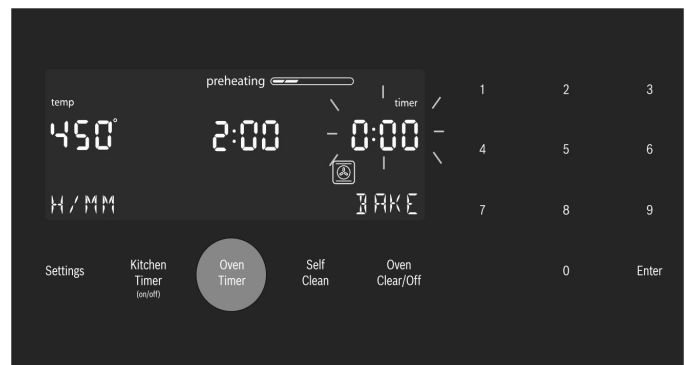 preheating
temp
timer
450°
2:00
0:00
H/MM
BAKE
1 2 3
4 5 6
7 8 9
0 Enter
Settings
Kitchen
Timer
(on/off)
Oven
Timer
Self
Clean
Oven
Clear/Off